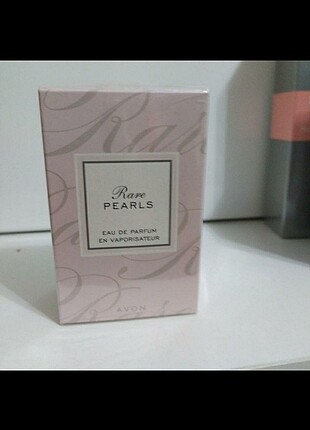 Rare
PEARLS
EAU DE PARFUM
EN VAPORISATEUR
AVON